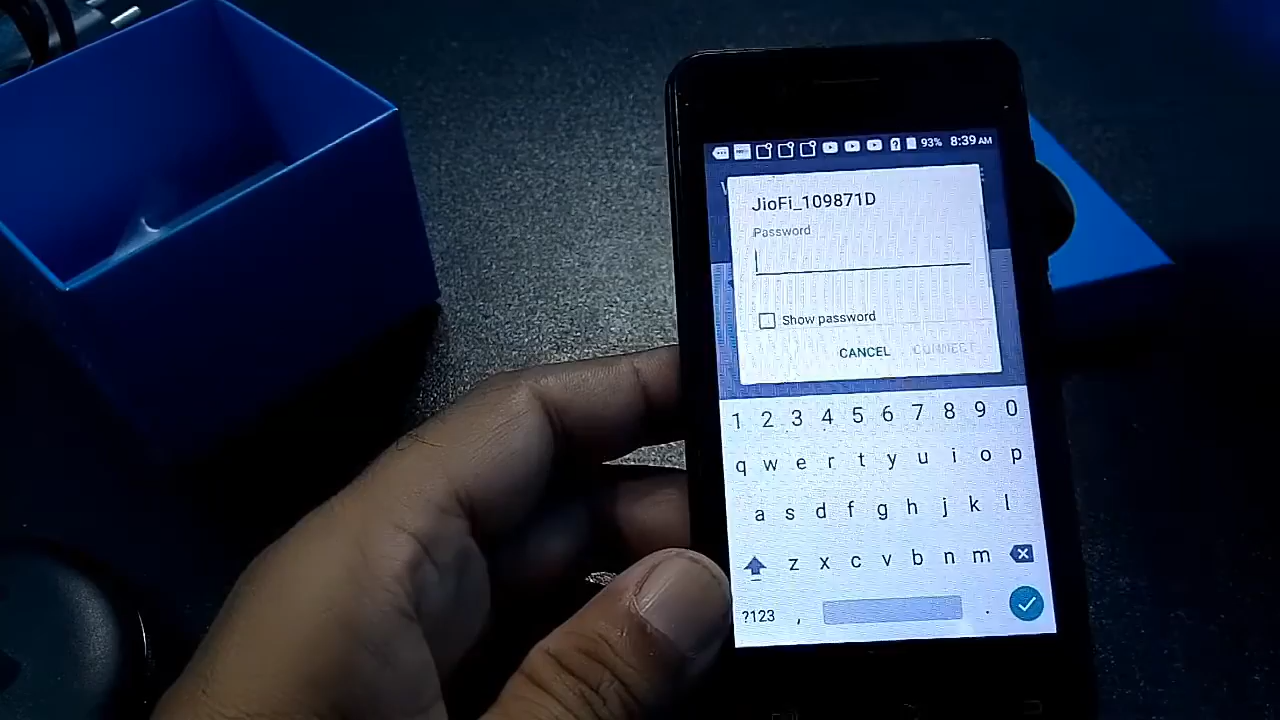 93% 8:39 AM
JioFi_109871D
Password
Show password
CANCEL CONNECT
1 2 3 4 5 6 7 8 9 0
q w e r t y u i o p
a s d f g h j k l
z x c v b n m
?123 , .